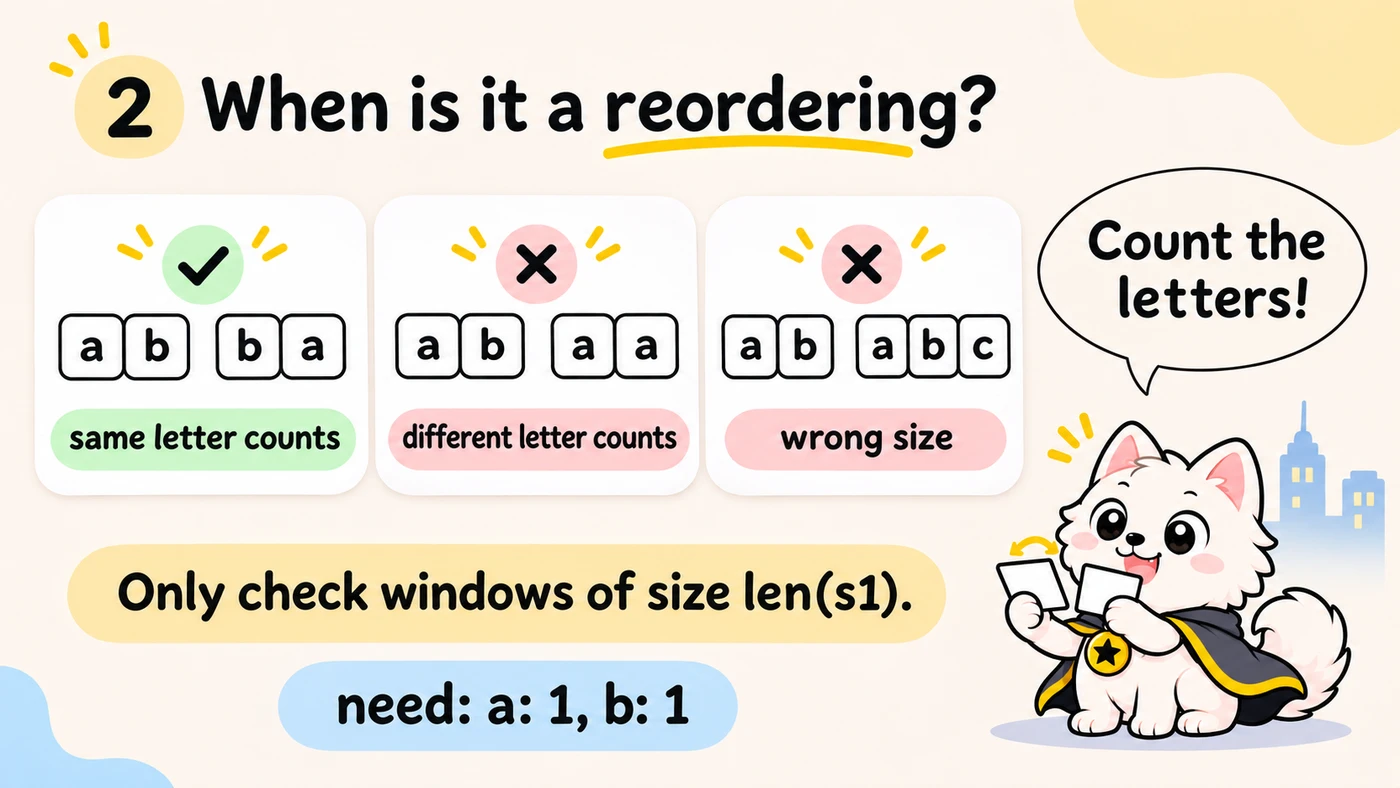 2 When is it a reordering?
a b b a
same letter counts
a b a a
different letter counts
a b a b c
wrong size
Count the
letters!
Only check windows of size len(s1).
need: a: 1, b: 1